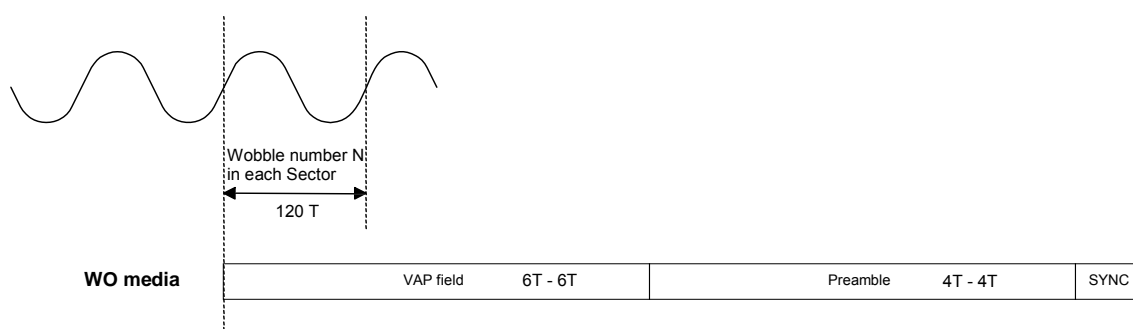 Wobble number N
in each Sector
120 T
WO media
VAP field 6T - 6T
Preamble 4T - 4T
SYNC